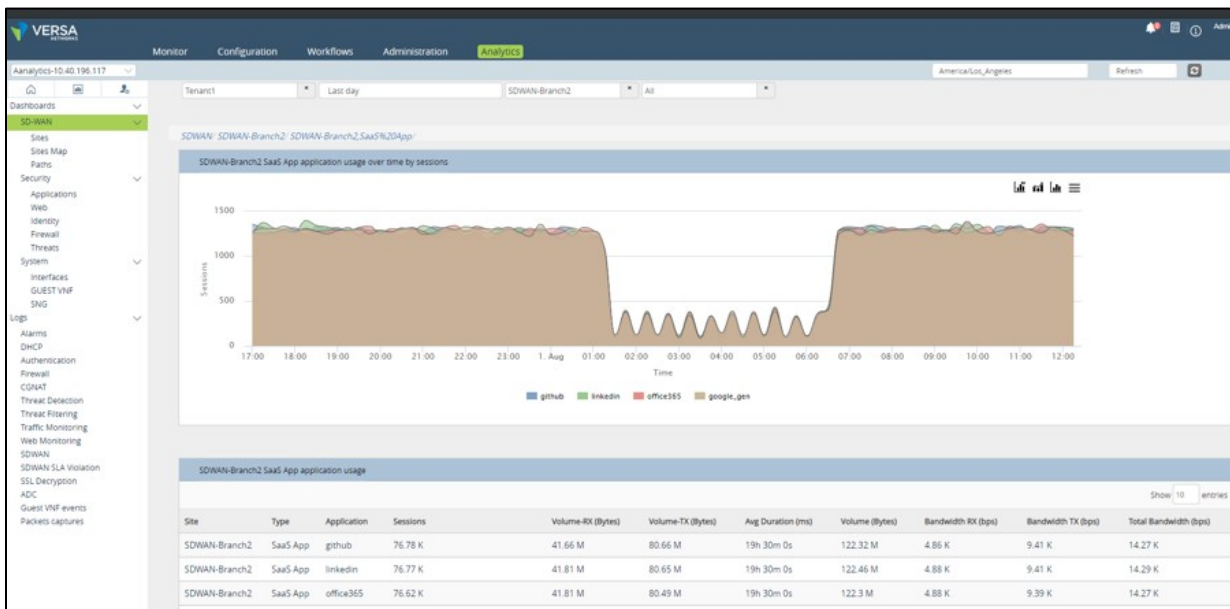 VERSA
NETWORKS
Admi
Monitor Configuration Workflows Administration Analytics
Aanalytics-10.40.196.117
America/Los_Angeles Refresh
Tenanc1 Last day SDWAN-Branch2 All
Dashboards
SD-WAN
Sites
Sites Map
Paths
Security
Applications
Web
Identity
Firewall
Threats
System
Interfaces
GUEST VNF
SNG
Logs
Alarms
DHCP
Authentication
Firewall
CGNAT
Threat Detection
Threat Filtering
Traffic Monitoring
Web Monitoring
SDWAN
SDWAN SLA Violation
SSL Decryption
ADC
Guest VNF events
Packets captures
SDWAN/ SDWAN-Branch2/ SDWAN-Branch2,SaaS%20App/
SDWAN-Branch2 SaaS App application usage over time by sessions
1500
1000
500
0
Sessions
17:00 18:00 19:00 20:00 21:00 22:00 23:00 1. Aug 01:00 02:00 03:00 04:00 05:00 06:00 07:00 08:00 09:00 10:00 11:00 12:00
Time
github linkedin office365 google_gen
SDWAN-Branch2 SaaS App application usage
Show 10 entries
Site Type Application Sessions Volume-RX (Bytes) Volume-TX (Bytes) Avg Duration (ms) Volume (Bytes) Bandwidth RX (bps) Bandwidth TX (bps) Total Bandwidth (bps)
SDWAN-Branch2 SaaS App github 76.78 K 41.66 M 80.66 M 19h 30m 0s 122.32 M 4.86 K 9.41 K 14.27 K
SDWAN-Branch2 SaaS App linkedin 76.77 K 41.81 M 80.65 M 19h 30m 0s 122.46 M 4.88 K 9.41 K 14.29 K
SDWAN-Branch2 SaaS App office365 76.62 K 41.81 M 80.49 M 19h 30m 0s 122.3 M 4.88 K 9.39 K 14.27 K